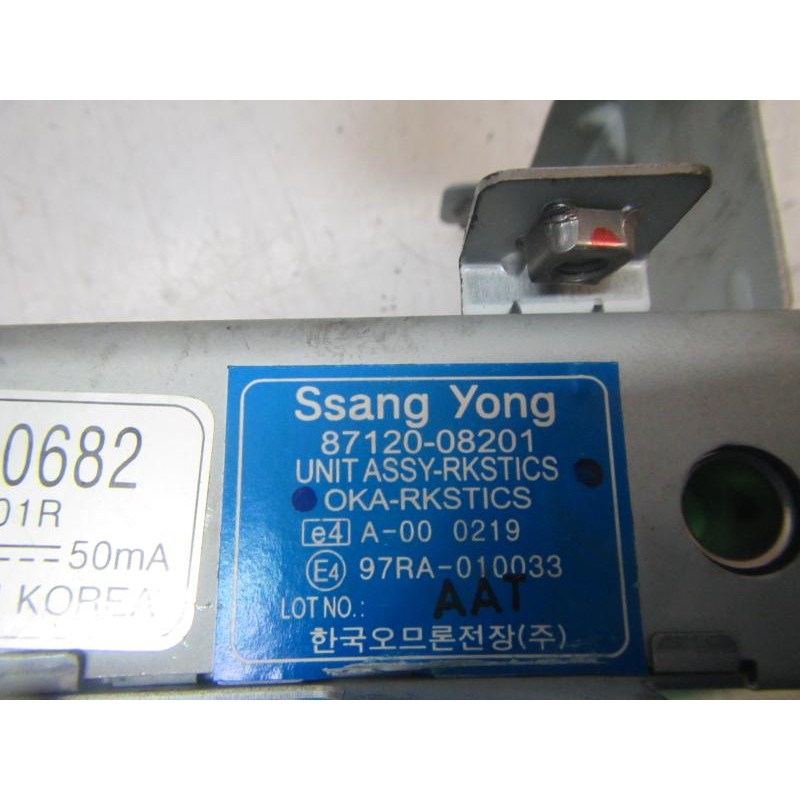 0682
01R
50mA
KOREA
Ssang Yong
87120-08201
UNIT ASSY-RKSTICS
OKA-RKSTICS
e4 A-00 0219
E4 97RA-010033
LOT NO.: AAT
한국오므론전장(주)